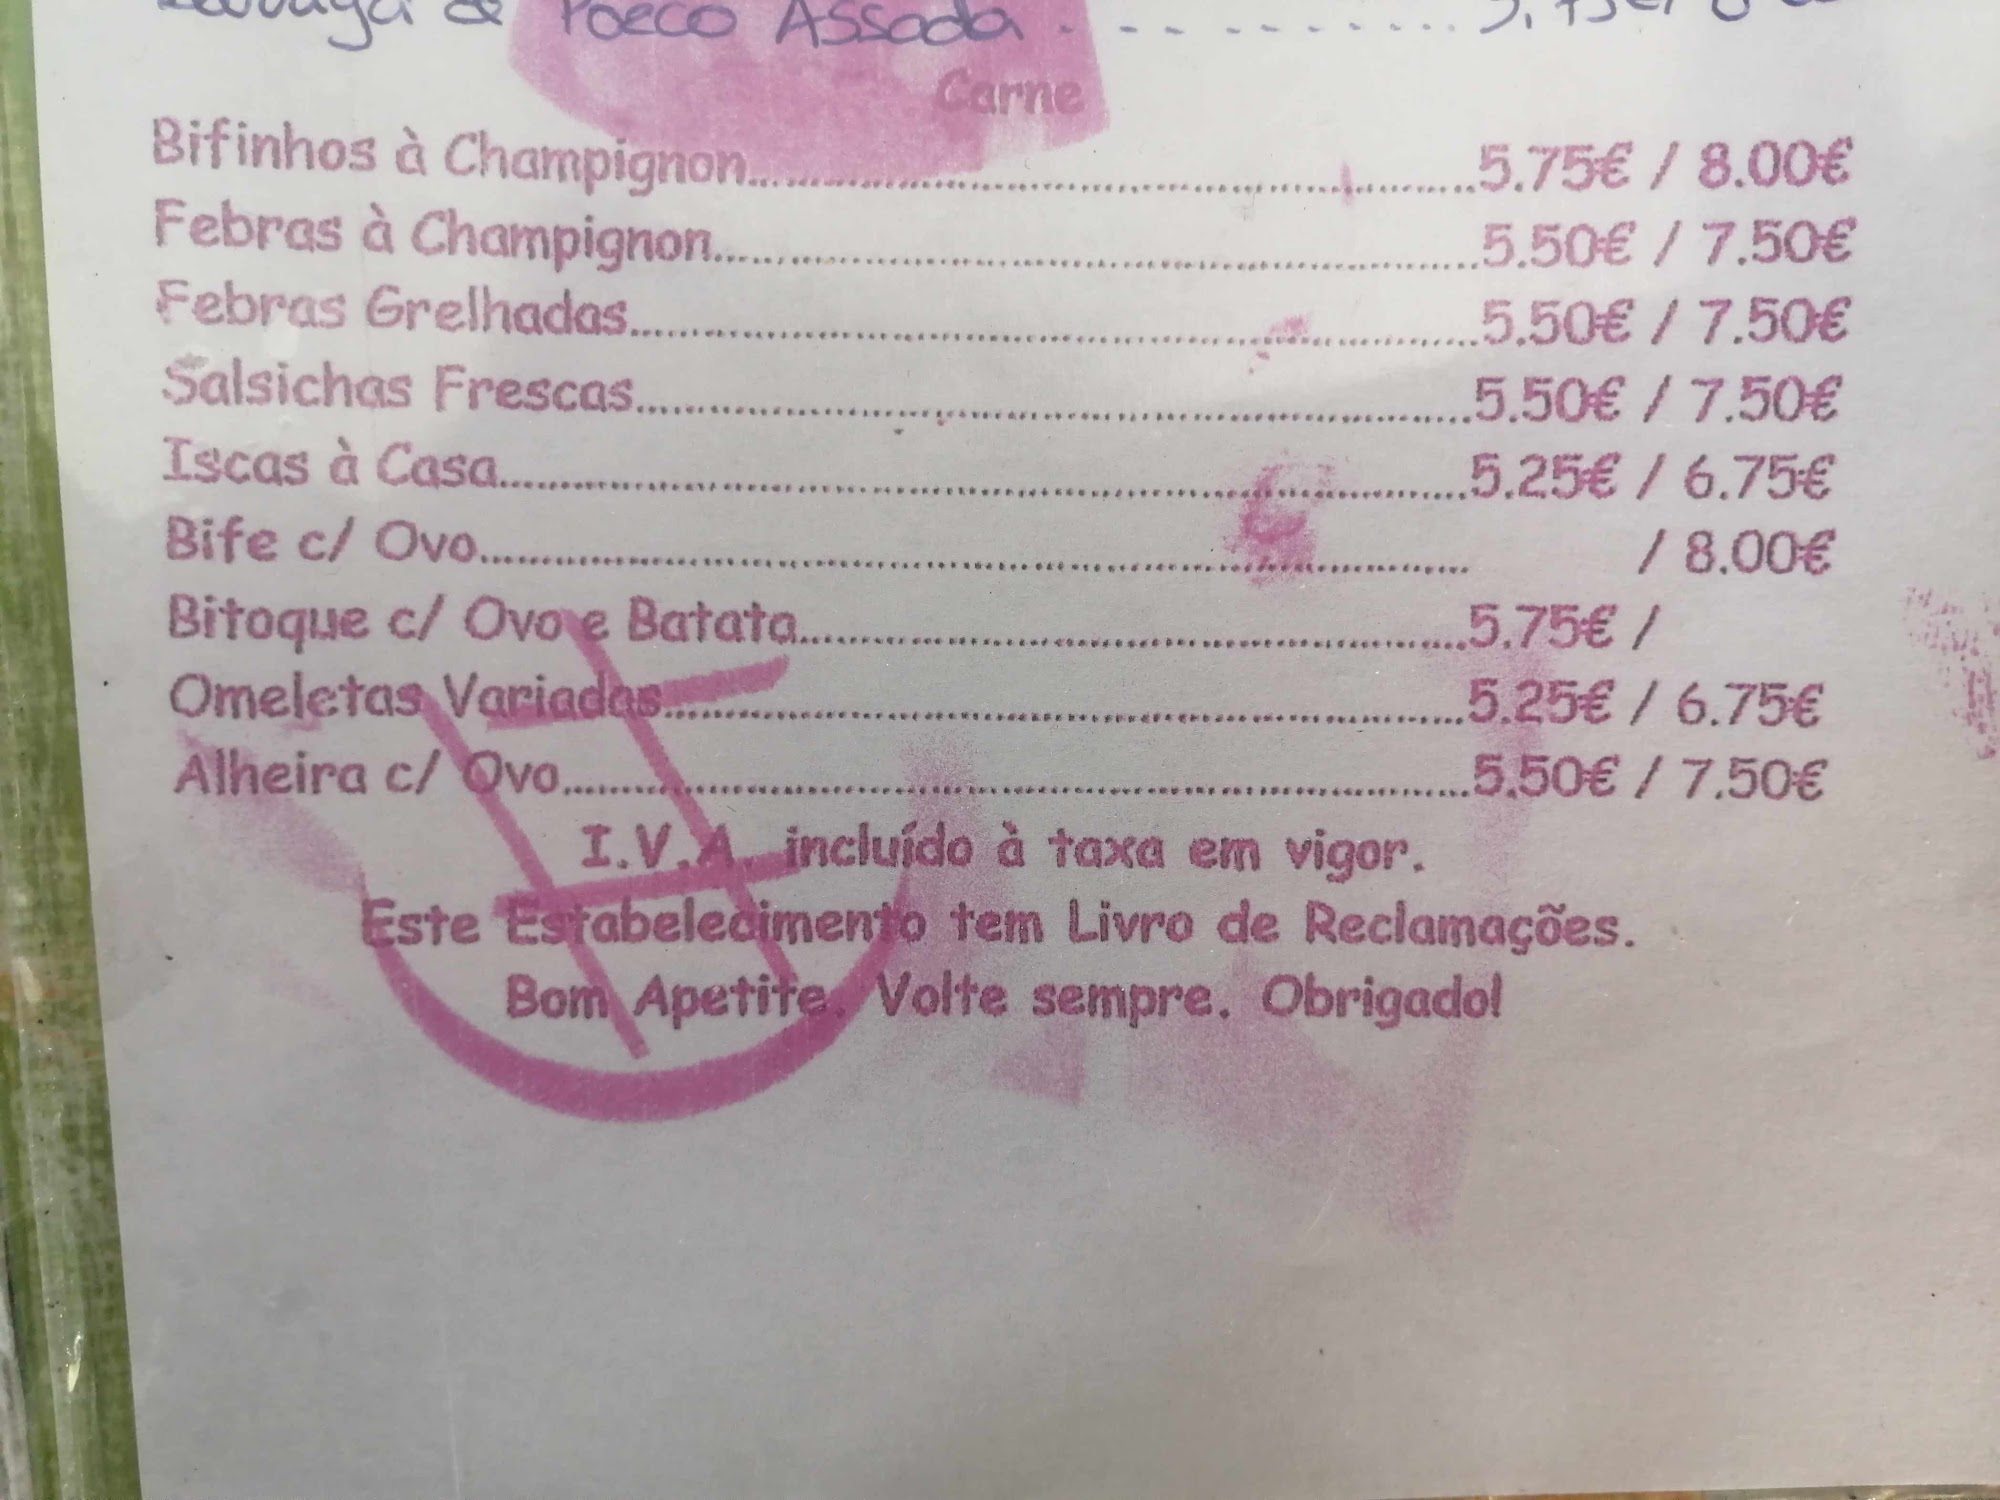 de Porco Assada
Carne
Bifinhos à Champignon 5.75€ / 8.00€
Febras à Champignon 5.50€ / 7.50€
Febras Grelhadas 5.50€ / 7.50€
Salsichas Frescas 5.50€ / 7.50€
Iscas à Casa 5.25€ / 6.75€
Bife c/ Ovo / 8.00€
Bitoque c/ Ovo e Batata 5.75€ /
Omeletas Variadas 5.25€ / 6.75€
Alheira c/ Ovo 5.50€ / 7.50€
I.V.A. incluído à taxa em vigor.
Este Estabelecimento tem Livro de Reclamações.
Bom Apetite. Volte sempre. Obrigado!